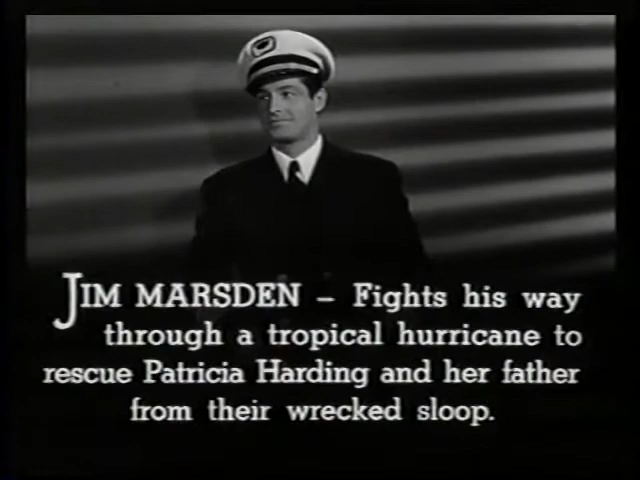 JIM MARSDEN – Fights his way
through a tropical hurricane to
rescue Patricia Harding and her father
from their wrecked sloop.